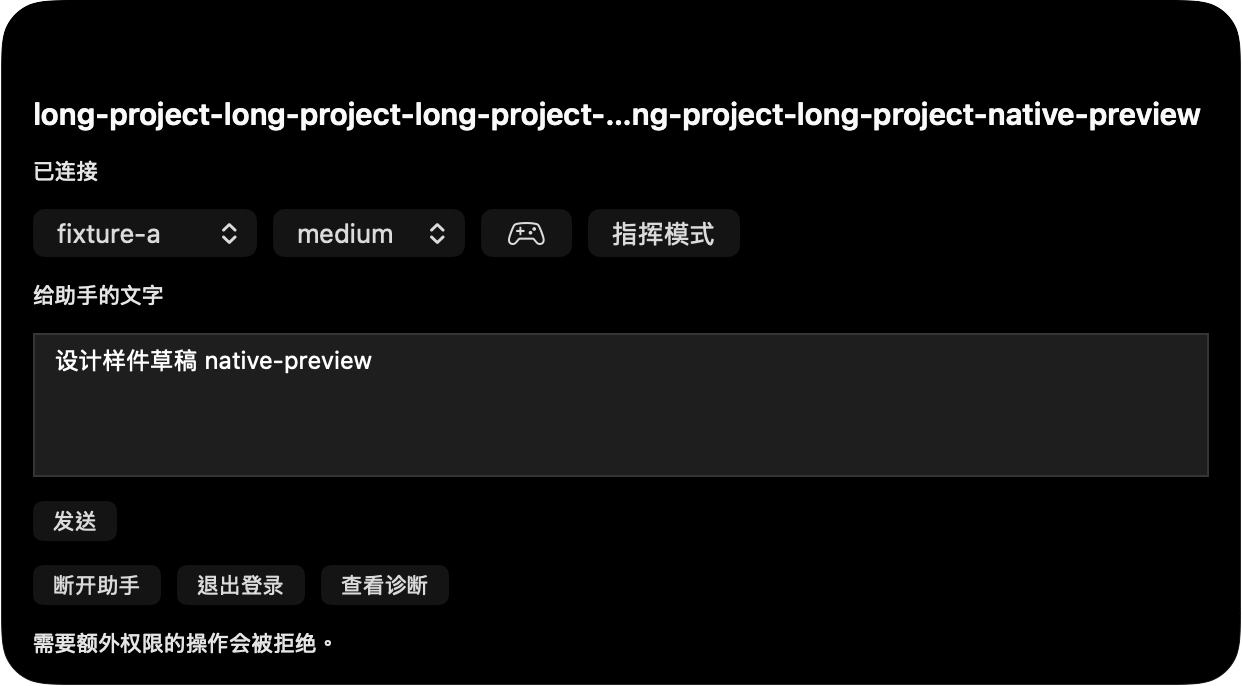 long-project-long-project-long-project-...ng-project-long-project-native-preview
已连接
fixture-a medium 指挥模式
给助手的文字
设计样件草稿 native-preview
发送
断开助手 退出登录 查看诊断
需要额外权限的操作会被拒绝。